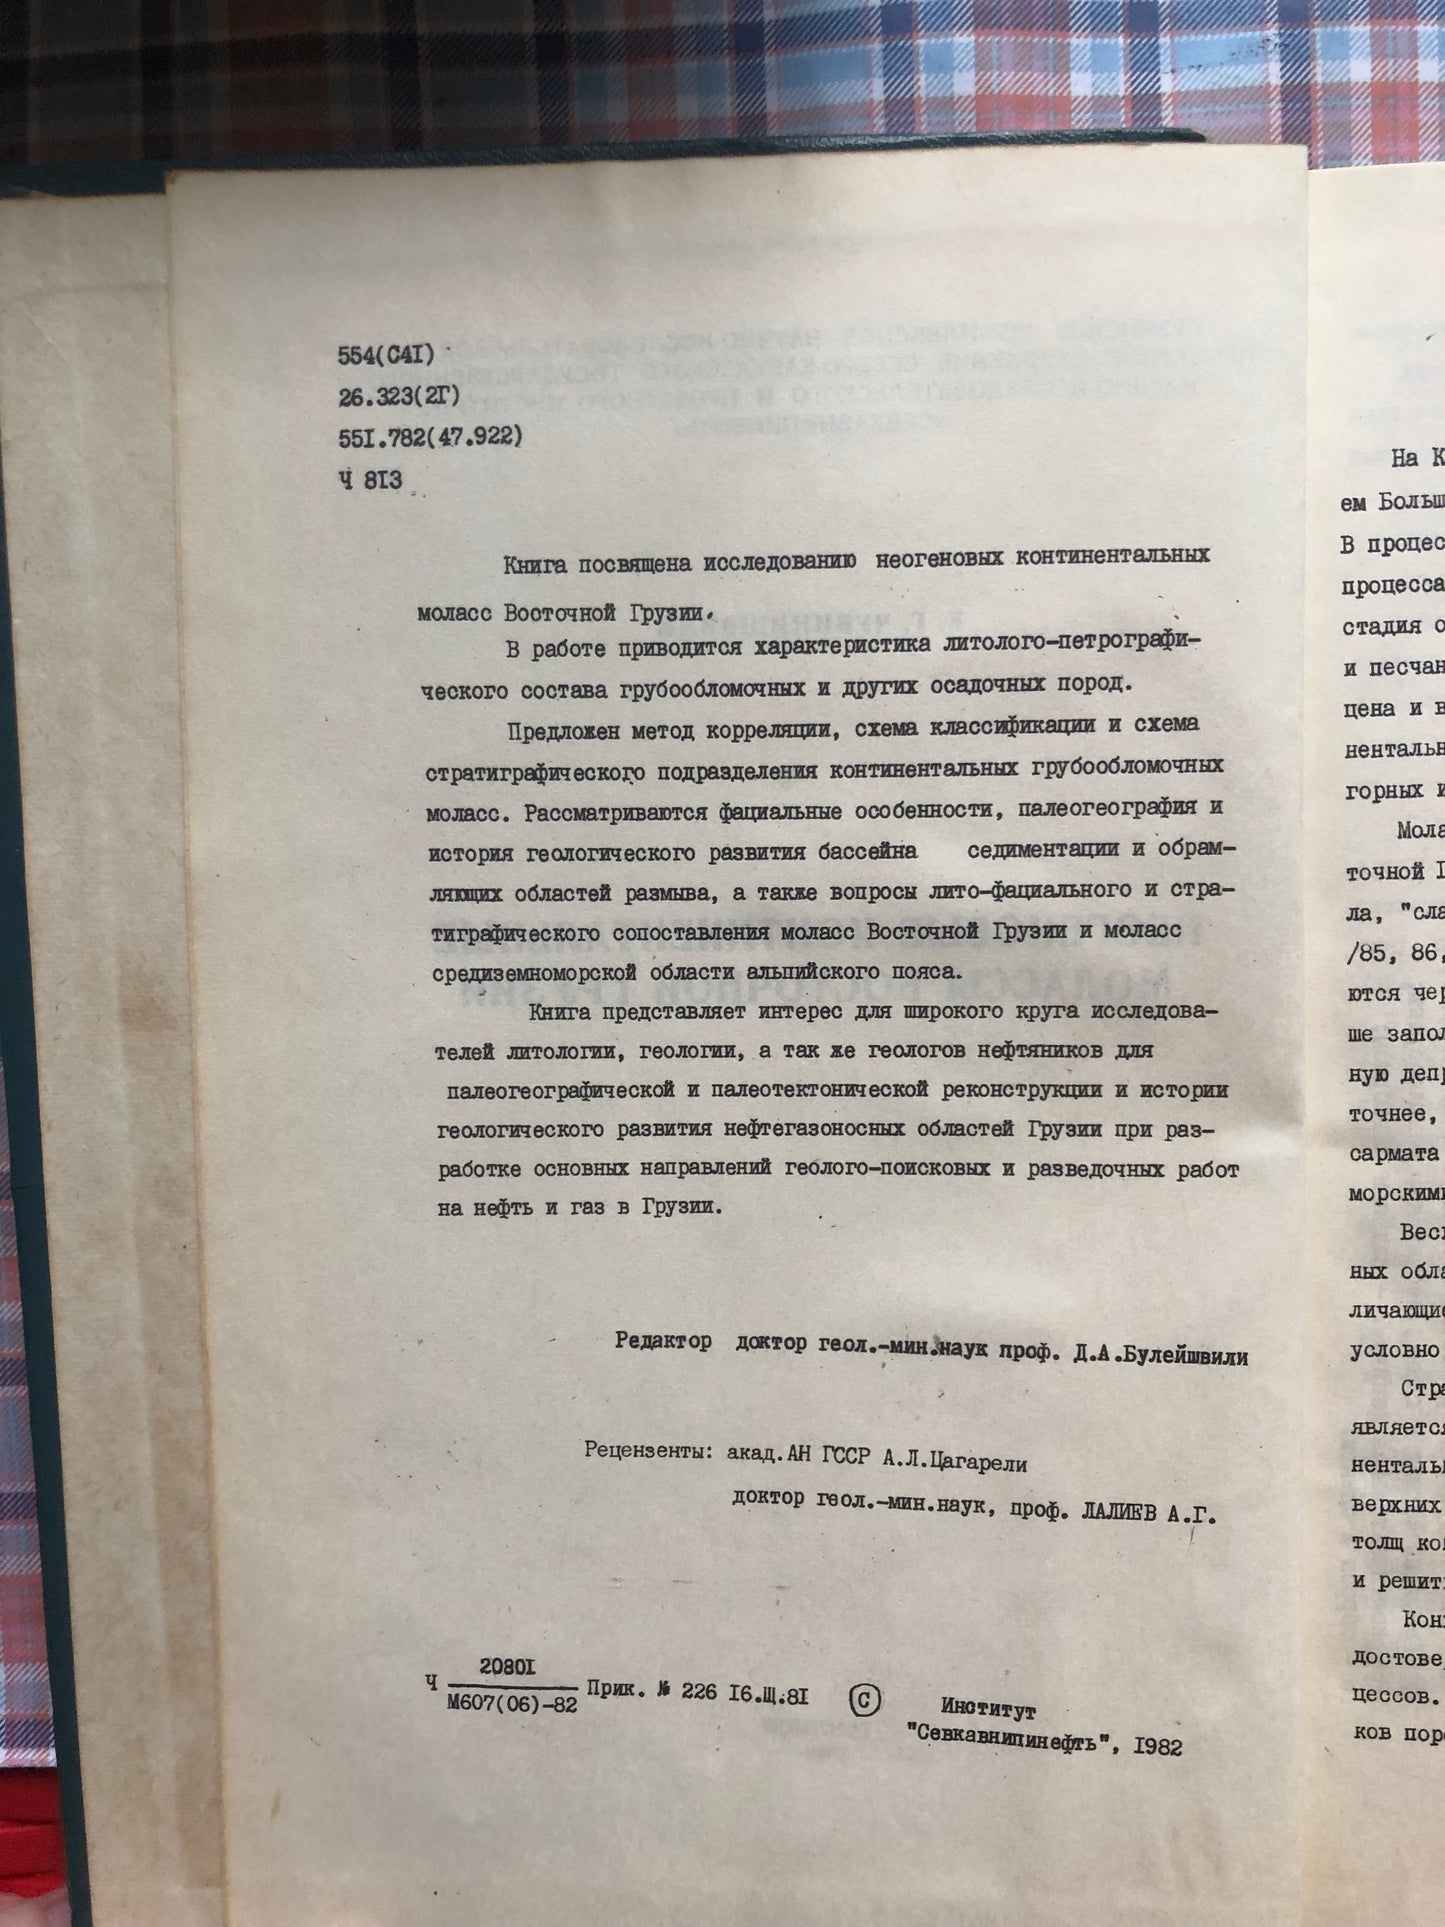 554(С4I)
26.323(2Г)
55I.782(47.922)
Ч 8I3
Книга посвящена исследованию неогеновых континентальных
моласс Восточной Грузии.
В работе приводится характеристика литолого-петрографи-
ческого состава грубообломочных и других осадочных пород.
Предложен метод корреляции, схема классификации и схема
стратиграфического подразделения континентальных грубообломочных
моласс. Рассматриваются фациальные особенности, палеогеография и
история геологического развития бассейна седиментации и обрам-
ляющих областей размыва, а также вопросы лито-фациального и стра-
тиграфического сопоставления моласс Восточной Грузии и моласс
средиземноморской области альпийского пояса.
Книга представляет интерес для широкого круга исследова-
телей литологии, геологии, а так же геологов нефтяников для
палеогеографической и палеотектонической реконструкции и истории
геологического развития нефтегазоносных областей Грузии при раз-
работке основных направлений геолого-поисковых и разведочных работ
на нефть и газ в Грузии.
Редактор доктор геол.-мин.наук проф. Д.А.Булейшвили
Рецензенты: акад.АН ГССР А.Л.Цагарели
доктор геол.-мин.наук, проф. ЛАЛИЕВ А.Г.
Ч 2080I
М607(06)-82
Прик. № 226 I6.Щ.8I
© Институт
"Севкавнипинефть", I982
На К
ем Больш
В процес
процесса
стадия о
и песчан
цена и в
нентальн
горных и
Мола
точной Г
ла, "сла
/85, 86,
ются чер
ше запол
ную депр
точнее,
сармата
морскими
Весь
ных обла
личающие
условно
Стра
является
ненталь
верхних
толщ ко
и решит
Кон
достове
цессов.
ков пор